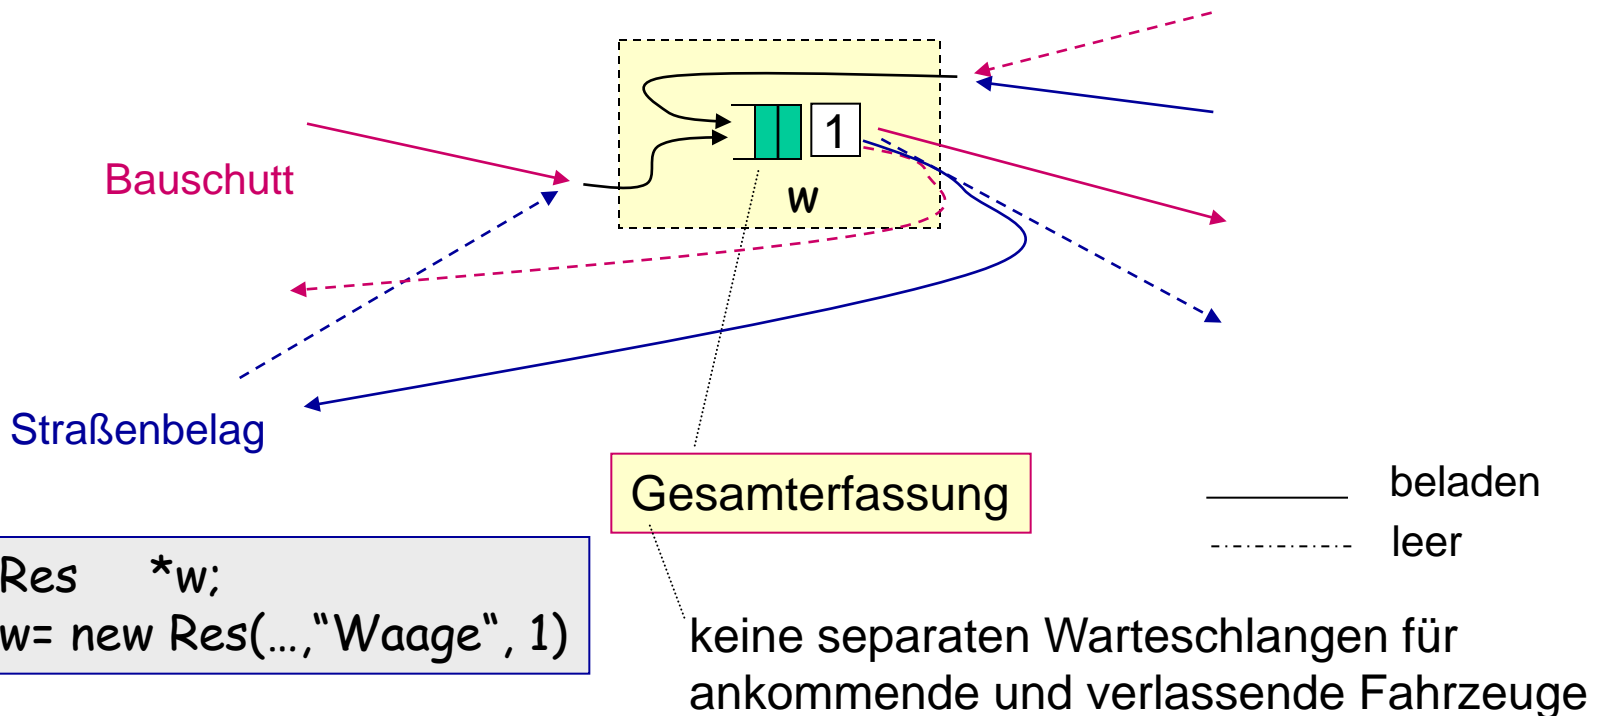 1
Bauschutt
w
Straßenbelag
Gesamterfassung
beladen
leer
Res *w;
w= new Res(…,“Waage“, 1)
keine separaten Warteschlangen für
ankommende und verlassende Fahrzeuge